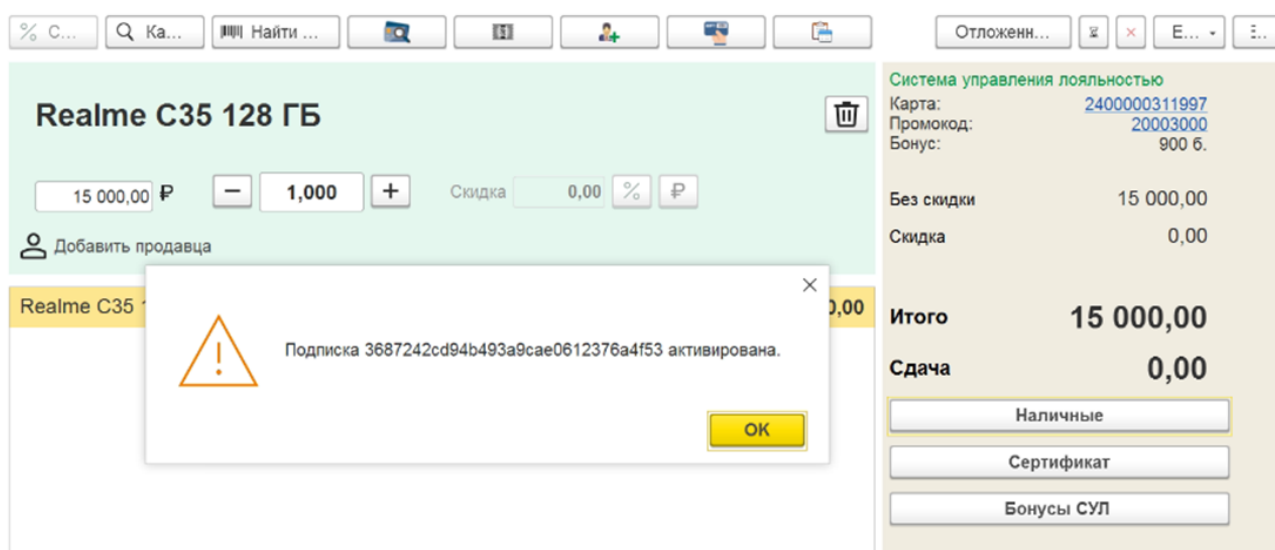 % С...
Ка...
Найти ...
Отложенн...
Е...
Realme C35 128 ГБ
15 000,00 ₽
1,000
Скидка 0,00 % ₽
Добавить продавца
Realme C35
0,00
Подписка 3687242cd94b493a9cae0612376a4f53 активирована.
OK
Система управления лояльностью
Карта: 2400000311997
Промокод: 20003000
Бонус: 900 б.
Без скидки 15 000,00
Скидка 0,00
Итого 15 000,00
Сдача 0,00
Наличные
Сертификат
Бонусы СУЛ